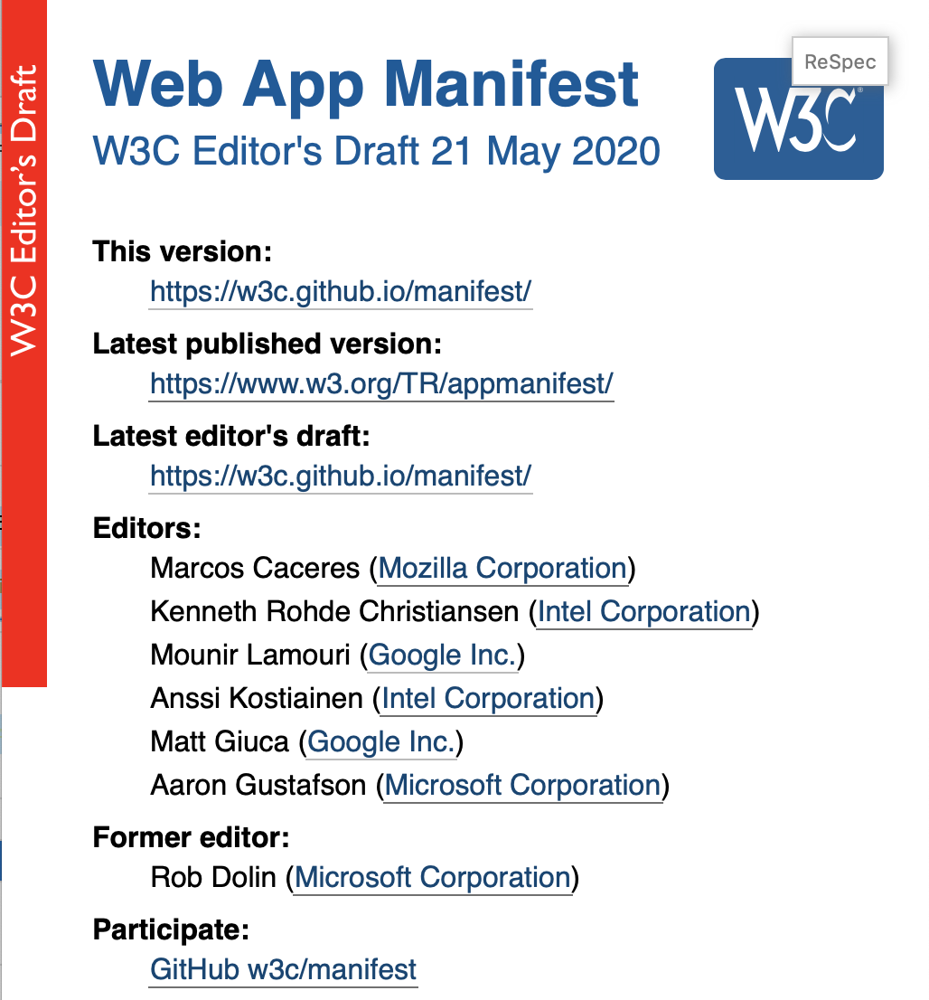 W3C Editor's Draft
Web App Manifest
W3C Editor's Draft 21 May 2020
ReSpec
W3C®
This version:
https://w3c.github.io/manifest/
Latest published version:
https://www.w3.org/TR/appmanifest/
Latest editor's draft:
https://w3c.github.io/manifest/
Editors:
Marcos Caceres (Mozilla Corporation)
Kenneth Rohde Christiansen (Intel Corporation)
Mounir Lamouri (Google Inc.)
Anssi Kostiainen (Intel Corporation)
Matt Giuca (Google Inc.)
Aaron Gustafson (Microsoft Corporation)
Former editor:
Rob Dolin (Microsoft Corporation)
Participate:
GitHub w3c/manifest